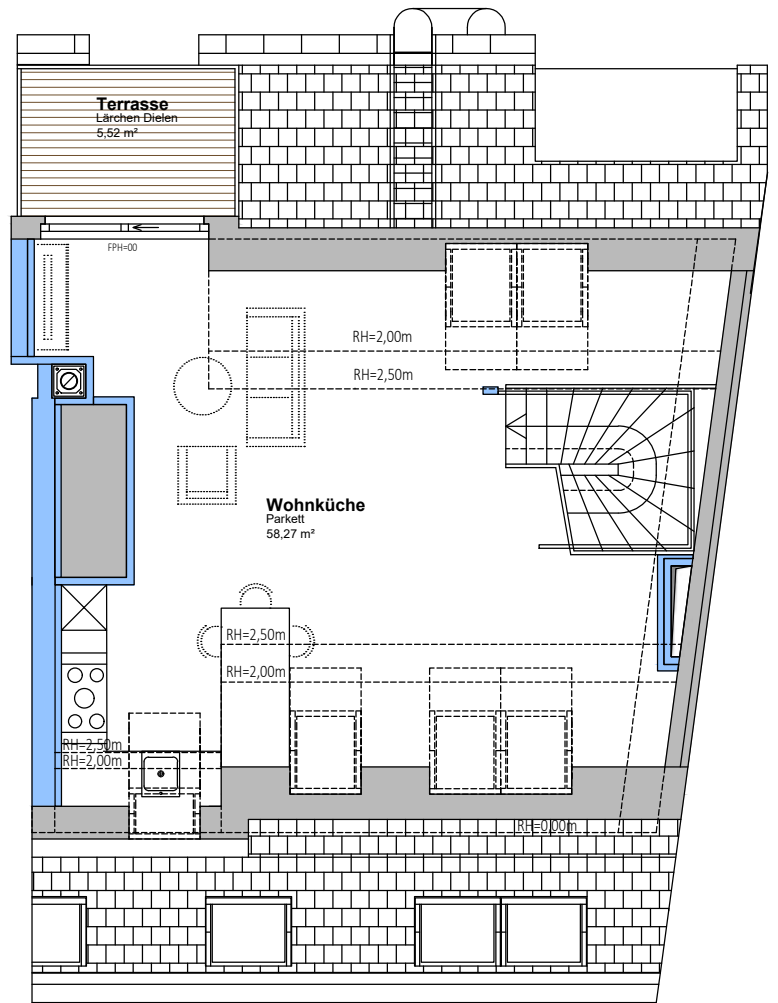 Terrasse
Lärchen Dielen
5,52 m²
FPH=00
RH=2,00m
RH=2,50m
Wohnküche
Parkett
58,27 m²
RH=2,50m
RH=2,00m
RH=2,50m
RH=2,00m
RH=0,00m